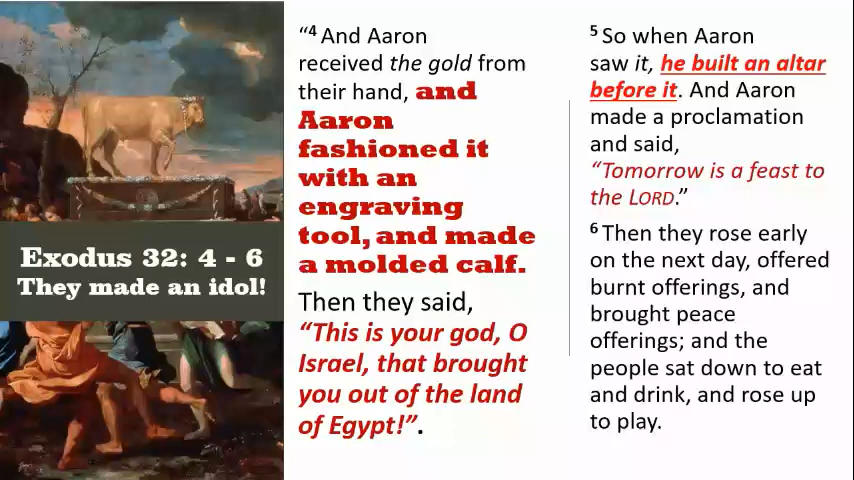 Exodus 32: 4 - 6
They made an idol!
“4 And Aaron
received the gold from
their hand, and
Aaron
fashioned it
with an
engraving
tool, and made
a molded calf.
Then they said,
“This is your god, O
Israel, that brought
you out of the land
of Egypt!”.
5 So when Aaron
saw it, he built an altar
before it. And Aaron
made a proclamation
and said,
“Tomorrow is a feast to
the LORD.”
6 Then they rose early
on the next day, offered
burnt offerings, and
brought peace
offerings; and the
people sat down to eat
and drink, and rose up
to play.